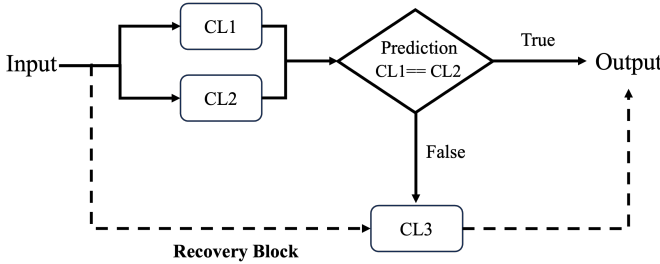 CL1
True
Prediction
Input
CL1== CL2
Output
CL2
False
CL3
Recovery Block